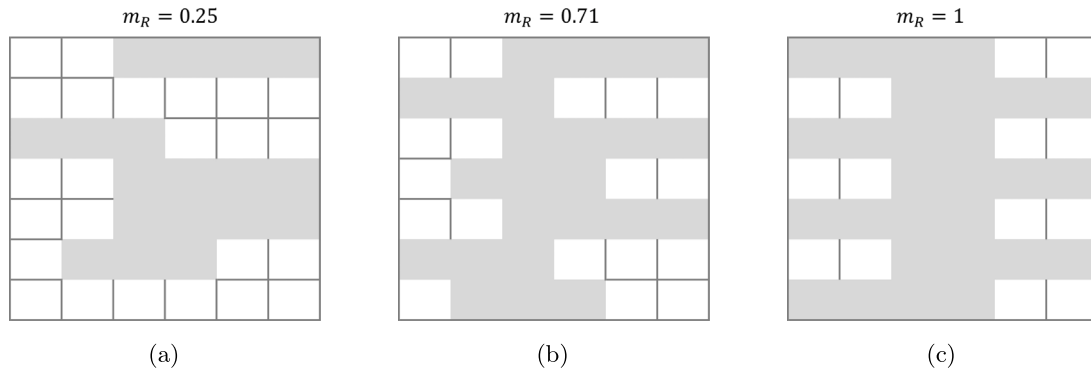 m_R = 0.25
m_R = 0.71
m_R = 1
(a)
(b)
(c)